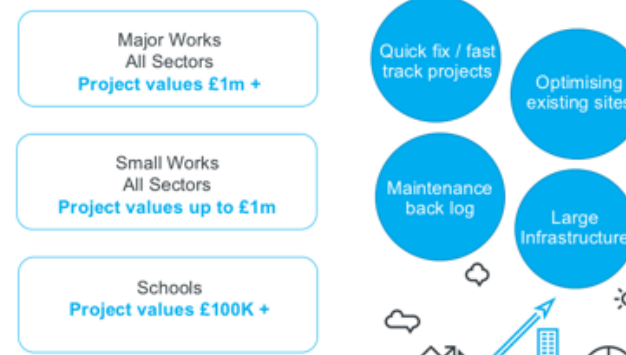 Major Works
All Sectors
Project values £1m +
Small Works
All Sectors
Project values up to £1m
Schools
Project values £100K +
Quick fix / fast
track projects
Optimising
existing sites
Maintenance
back log
Large
Infrastructure